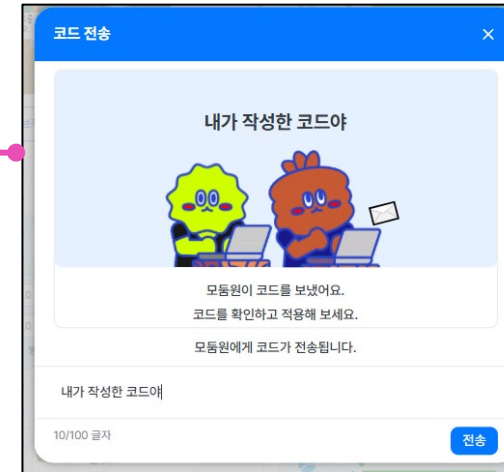 코드 전송
내가 작성한 코드야
모둠원이 코드를 보냈어요.
코드를 확인하고 적용해 보세요.
모둠원에게 코드가 전송됩니다.
내가 작성한 코드야
10/100 글자
전송